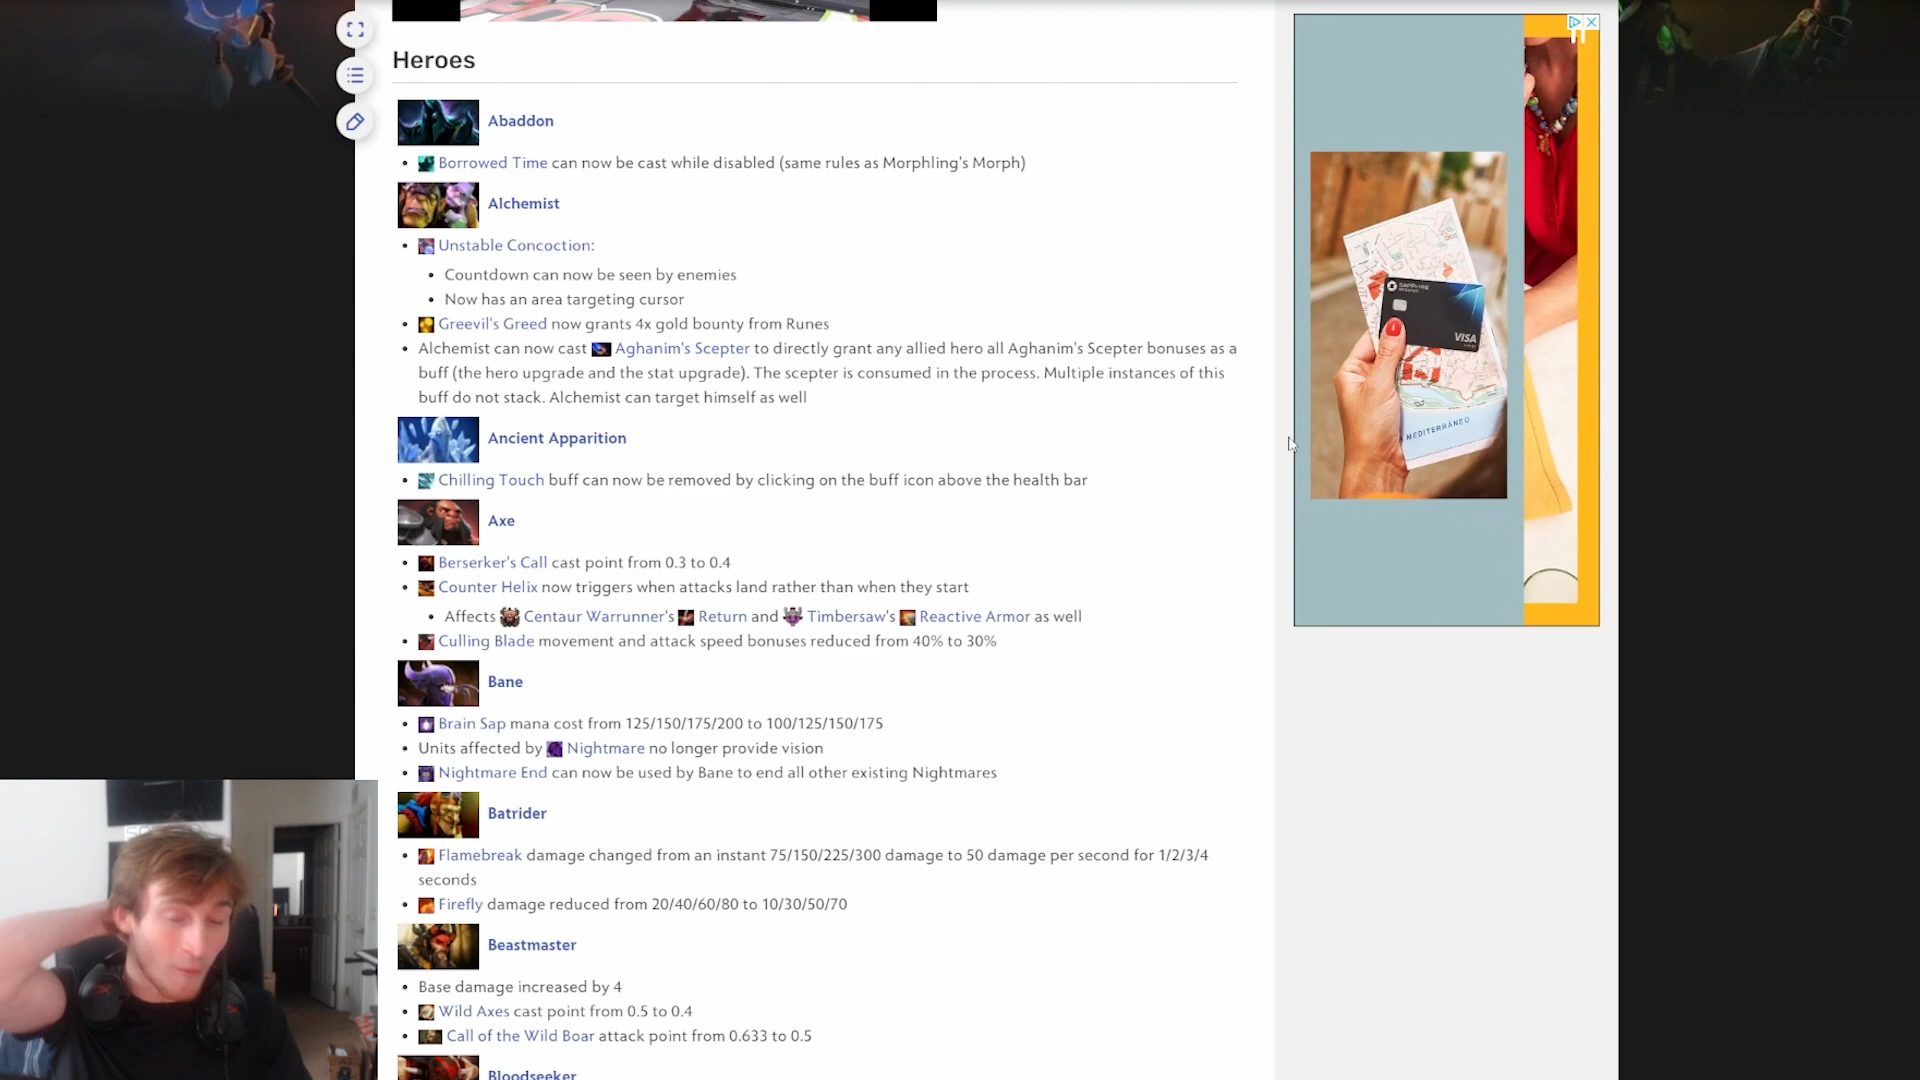 Heroes
Abaddon
Borrowed Time can now be cast while disabled (same rules as Morphling's Morph)
Alchemist
Unstable Concoction:
Countdown can now be seen by enemies
Now has an area targeting cursor
Greevil's Greed now grants 4x gold bounty from Runes
Alchemist can now cast Aghanim's Scepter to directly grant any allied hero all Aghanim's Scepter bonuses as a
buff (the hero upgrade and the stat upgrade). The scepter is consumed in the process. Multiple instances of this
buff do not stack. Alchemist can target himself as well
Ancient Apparition
Chilling Touch buff can now be removed by clicking on the buff icon above the health bar
Axe
Berserker's Call cast point from 0.3 to 0.4
Counter Helix now triggers when attacks land rather than when they start
Affects Centaur Warrunner's Return and Timbersaw's Reactive Armor as well
Culling Blade movement and attack speed bonuses reduced from 40% to 30%
Bane
Brain Sap mana cost from 125/150/175/200 to 100/125/150/175
Units affected by Nightmare no longer provide vision
Nightmare End can now be used by Bane to end all other existing Nightmares
Batrider
Flamebreak damage changed from an instant 75/150/225/300 damage to 50 damage per second for 1/2/3/4
seconds
Firefly damage reduced from 20/40/60/80 to 10/30/50/70
Beastmaster
Base damage increased by 4
Wild Axes cast point from 0.5 to 0.4
Call of the Wild Boar attack point from 0.633 to 0.5
Bloodseeker
SAPPHIRE
VISA
MEDITERRÁNEO